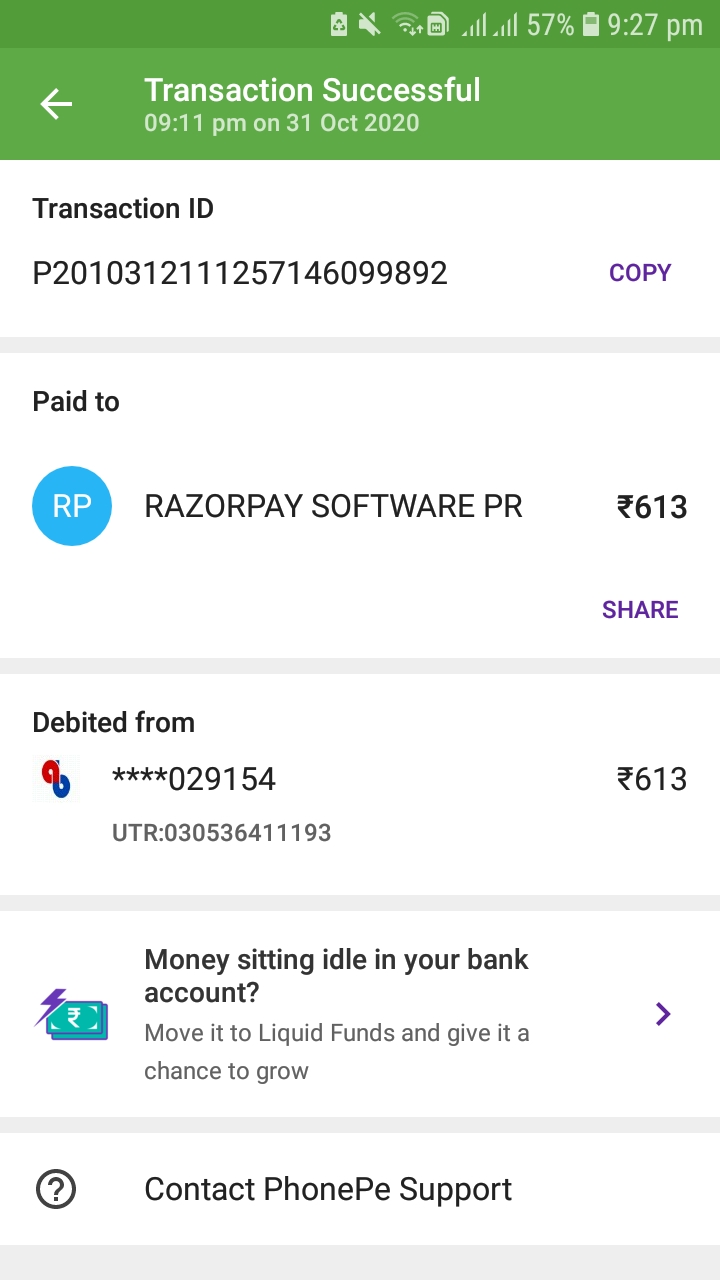 57% 9:27 pm
Transaction Successful
09:11 pm on 31 Oct 2020
Transaction ID
P2010312111257146099892 COPY
Paid to
RP RAZORPAY SOFTWARE PR ₹613
SHARE
Debited from
****029154 ₹613
UTR:030536411193
Money sitting idle in your bank
account?
Move it to Liquid Funds and give it a
chance to grow
Contact PhonePe Support